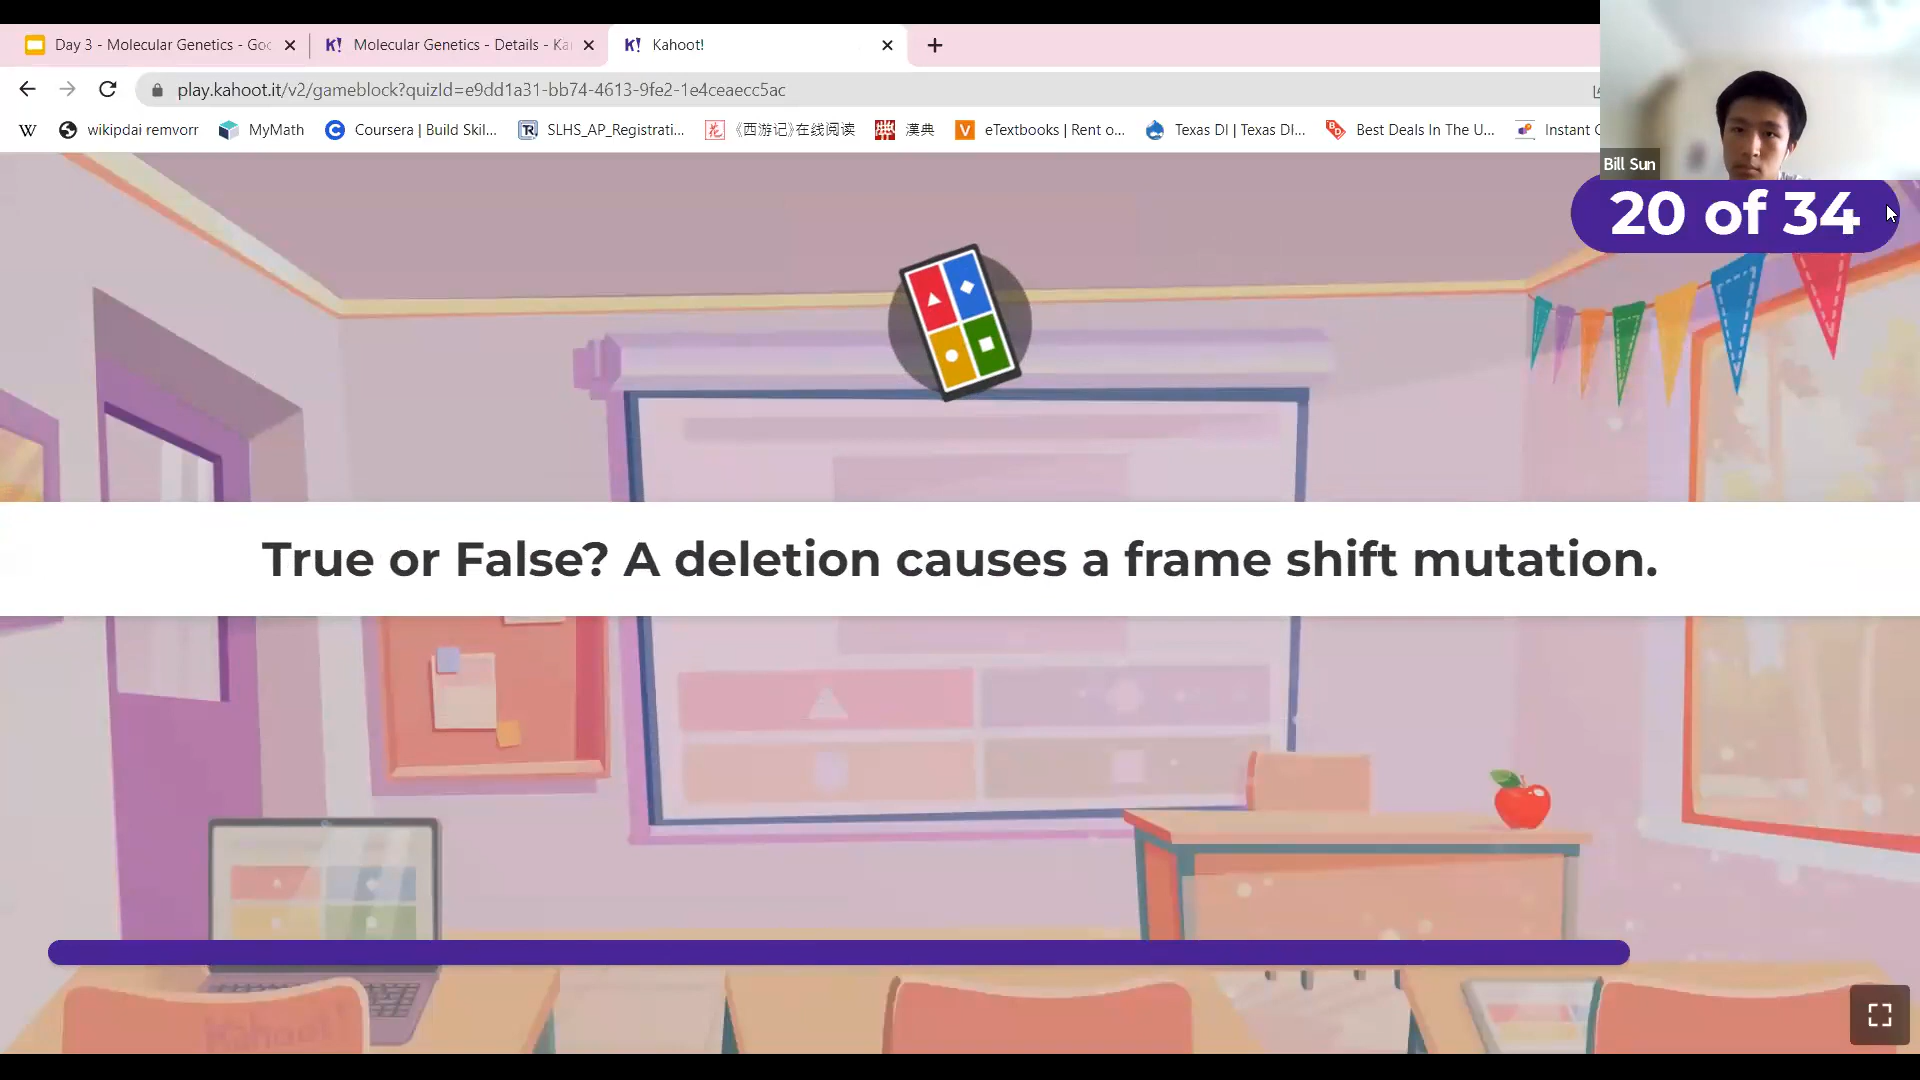 Day 3 - Molecular Genetics - Goo
K! Molecular Genetics - Details - Ka
K! Kahoot!
play.kahoot.it/v2/gameblock?quizId=e9dd1a31-bb74-4613-9fe2-1e4ceaecc5ac
W wikipdai remvorr MyMath Coursera | Build Skil... SLHS_AP_Registrati... 《西游记》在线阅读 漢典 eTextbooks | Rent o... Texas DI | Texas DI... Best Deals In The U... Instant
Bill Sun
20 of 34
True or False? A deletion causes a frame shift mutation.
Kahoot!